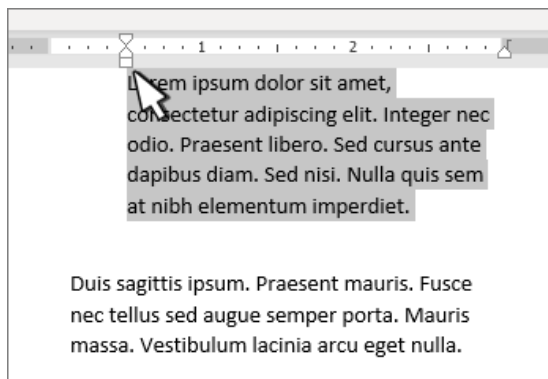 1 2
Lorem ipsum dolor sit amet,
consectetur adipiscing elit. Integer nec
odio. Praesent libero. Sed cursus ante
dapibus diam. Sed nisi. Nulla quis sem
at nibh elementum imperdiet.
Duis sagittis ipsum. Praesent mauris. Fusce
nec tellus sed augue semper porta. Mauris
massa. Vestibulum lacinia arcu eget nulla.